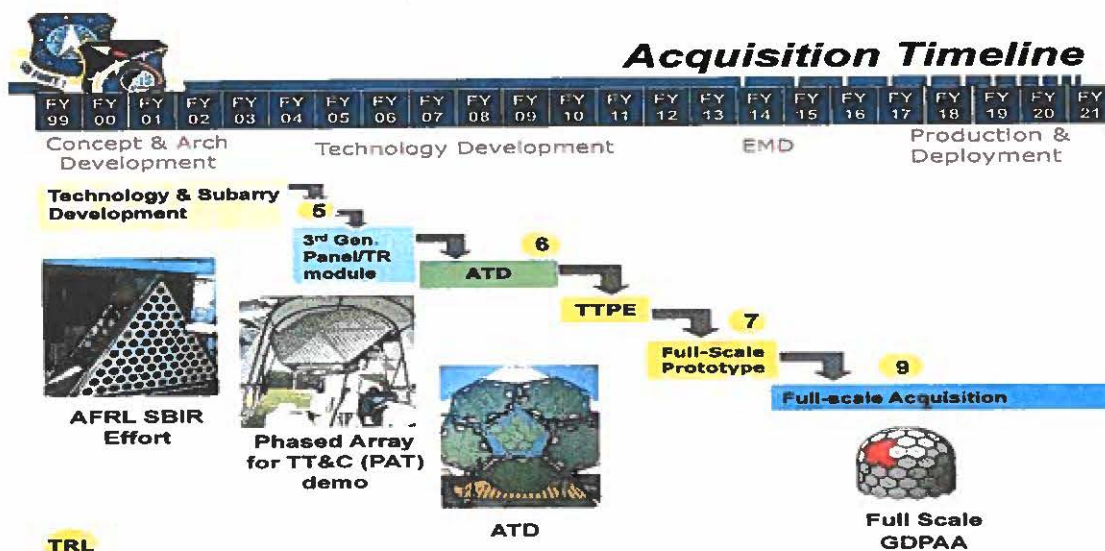 Acquisition Timeline
FY 99 FY 00 FY 01 FY 02 FY 03 FY 04 FY 05 FY 06 FY 07 FY 08 FY 09 FY 10 FY 11 FY 12 FY 13 FY 14 FY 15 FY 16 FY 17 FY 18 FY 19 FY 20 FY 21
Concept & Arch
Development
Technology Development
EMD
Production &
Deployment
Technology & Subarry
Development
5
3rd Gen.
Panel/TR
module
6
ATD
TTPE
7
Full-Scale
Prototype
9
Full-scale Acquisition
AFRL SBIR
Effort
Phased Array
for TT&C (PAT)
demo
ATD
Full Scale
GDPAA
TRL